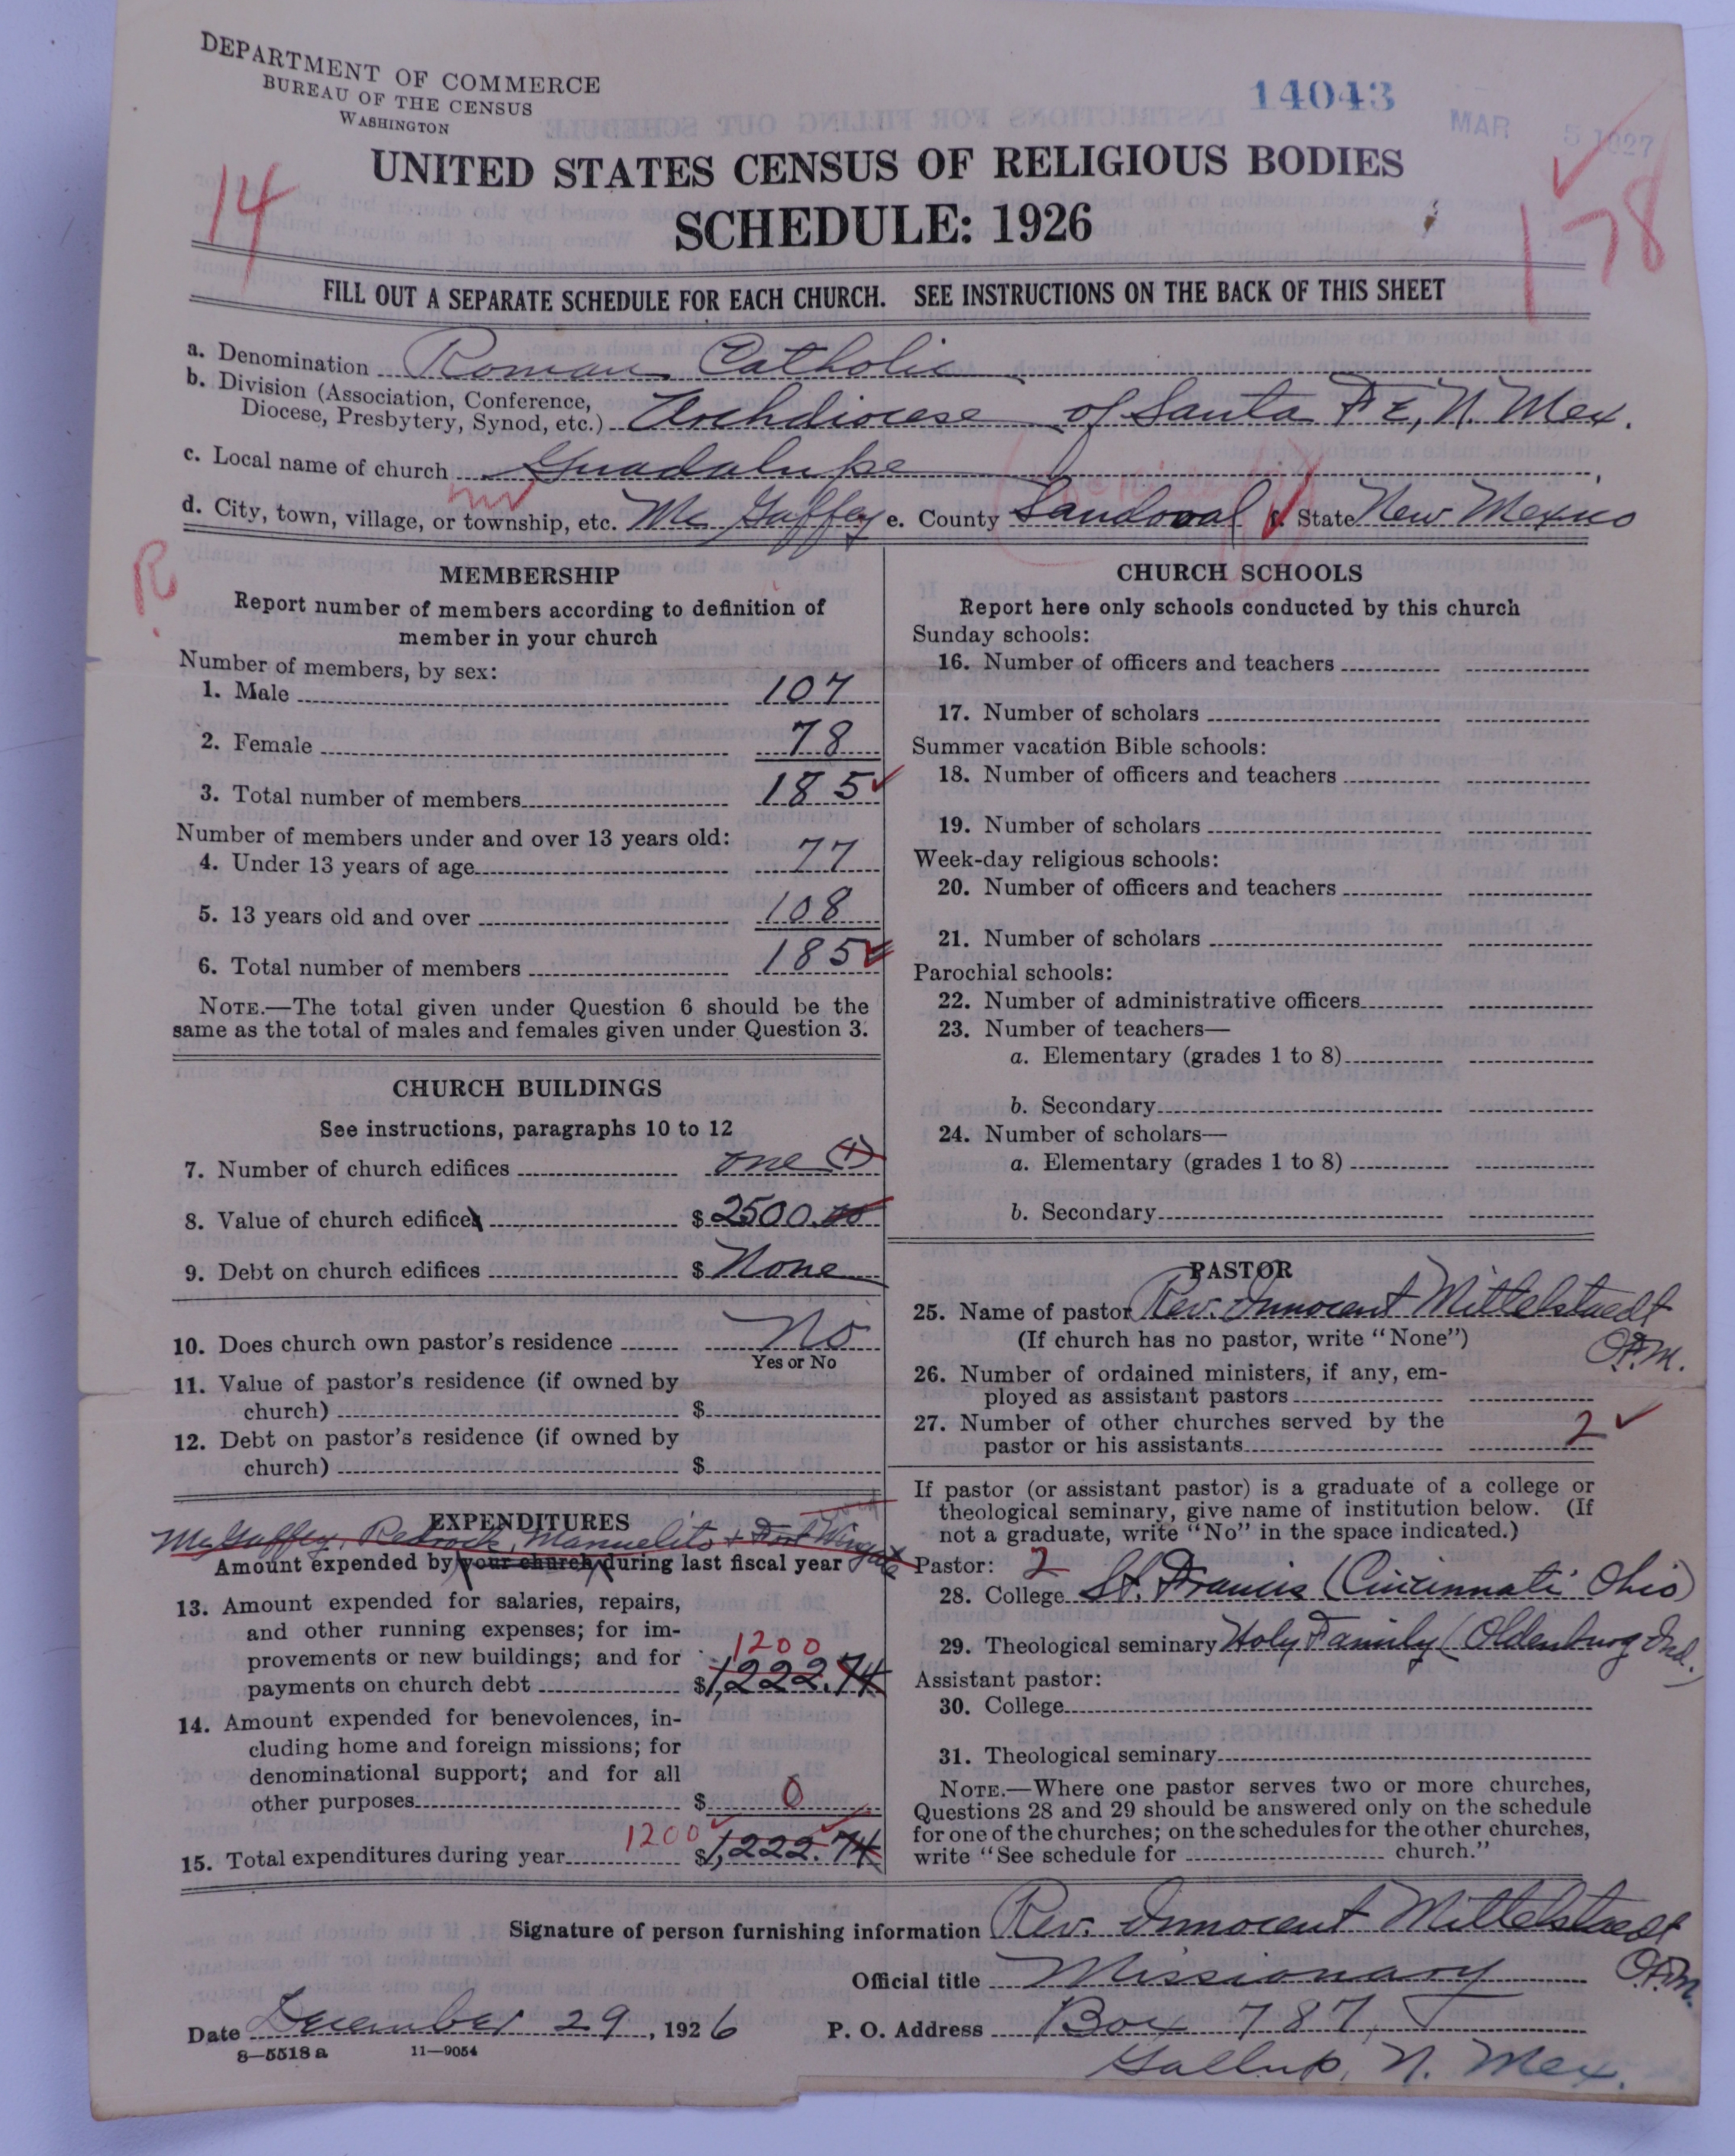 DEPARTMENT OF COMMERCE
BUREAU OF THE CENSUS
WASHINGTON
14043
MAR 5 1927
14
178
UNITED STATES CENSUS OF RELIGIOUS BODIES
SCHEDULE: 1926
FILL OUT A SEPARATE SCHEDULE FOR EACH CHURCH. SEE INSTRUCTIONS ON THE BACK OF THIS SHEET
a. Denomination Roman Catholic
b. Division (Association, Conference,
Diocese, Presbytery, Synod, etc.) Archdiocese of Santa Fe, N. Mex.
c. Local name of church Guadalupe
d. City, town, village, or township, etc. Mc Gaffey e. County Sandoval f. State New Mexico
R
MEMBERSHIP
Report number of members according to definition of
member in your church
Number of members, by sex:
1. Male 107
2. Female 78
3. Total number of members 185
Number of members under and over 13 years old:
4. Under 13 years of age 77
5. 13 years old and over 108
6. Total number of members 185
NOTE.—The total given under Question 6 should be the
same as the total of males and females given under Question 3.
CHURCH BUILDINGS
See instructions, paragraphs 10 to 12
7. Number of church edifices one (1)
8. Value of church edifices $ 2500.00
9. Debt on church edifices $ None
10. Does church own pastor's residence No
Yes or No
11. Value of pastor's residence (if owned by
church) $
12. Debt on pastor's residence (if owned by
church) $
EXPENDITURES
McGaffey, Redrock, Manuelito + Fort Wingate
Amount expended by your church during last fiscal year
13. Amount expended for salaries, repairs,
and other running expenses; for im-
provements or new buildings; and for 1200
payments on church debt $ 1,222.74
14. Amount expended for benevolences, in-
cluding home and foreign missions; for
denominational support; and for all
other purposes $ 0
15. Total expenditures during year 1200 $ 1,222.74
CHURCH SCHOOLS
Report here only schools conducted by this church
Sunday schools:
16. Number of officers and teachers
17. Number of scholars
Summer vacation Bible schools:
18. Number of officers and teachers
19. Number of scholars
Week-day religious schools:
20. Number of officers and teachers
21. Number of scholars
Parochial schools:
22. Number of administrative officers
23. Number of teachers—
a. Elementary (grades 1 to 8)
b. Secondary
24. Number of scholars—
a. Elementary (grades 1 to 8)
b. Secondary
PASTOR
25. Name of pastor Rev. Innocent Mittelstaedt
(If church has no pastor, write "None") O.F.M.
26. Number of ordained ministers, if any, em-
ployed as assistant pastors
27. Number of other churches served by the
pastor or his assistants 2
If pastor (or assistant pastor) is a graduate of a college or
theological seminary, give name of institution below. (If
not a graduate, write "No" in the space indicated.)
Pastor: 2
28. College St. Francis (Cincinnati Ohio)
29. Theological seminary Holy Family (Oldenburg Ind.)
Assistant pastor:
30. College
31. Theological seminary
NOTE.—Where one pastor serves two or more churches,
Questions 28 and 29 should be answered only on the schedule
for one of the churches; on the schedules for the other churches,
write "See schedule for church."
Signature of person furnishing information Rev. Innocent Mittelstaedt
O.F.M.
Official title Missionary
Date December 29, 1926 P. O. Address Box 787,
8—5518a 11—9054
Gallup, N. Mex.